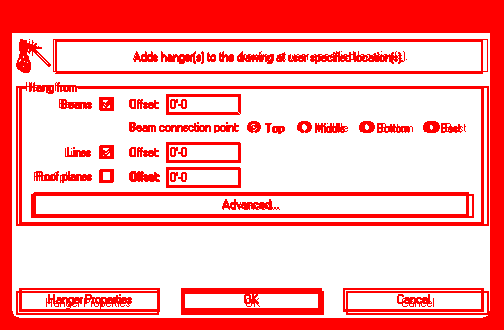 Adds hanger(s) to the drawing at user specified location(s).
Hang from
Beams Offset: 0'-0
Beam connection point: Top Middle Bottom Best
Lines Offset: 0'-0
Roof planes Offset: 0'-0
Advanced...
Hanger Properties OK Cancel